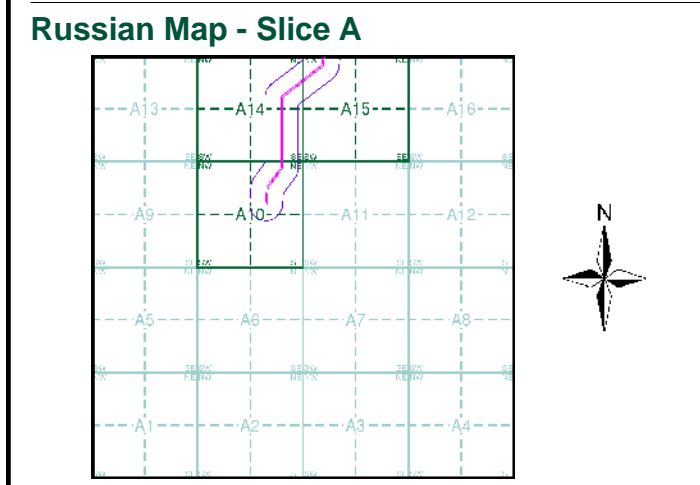 Russian Map - Slice A
A13 A14 A15 A16
N
A9 A10 A11 A12
A5 A6 A7 A8
A1 A2 A3 A4